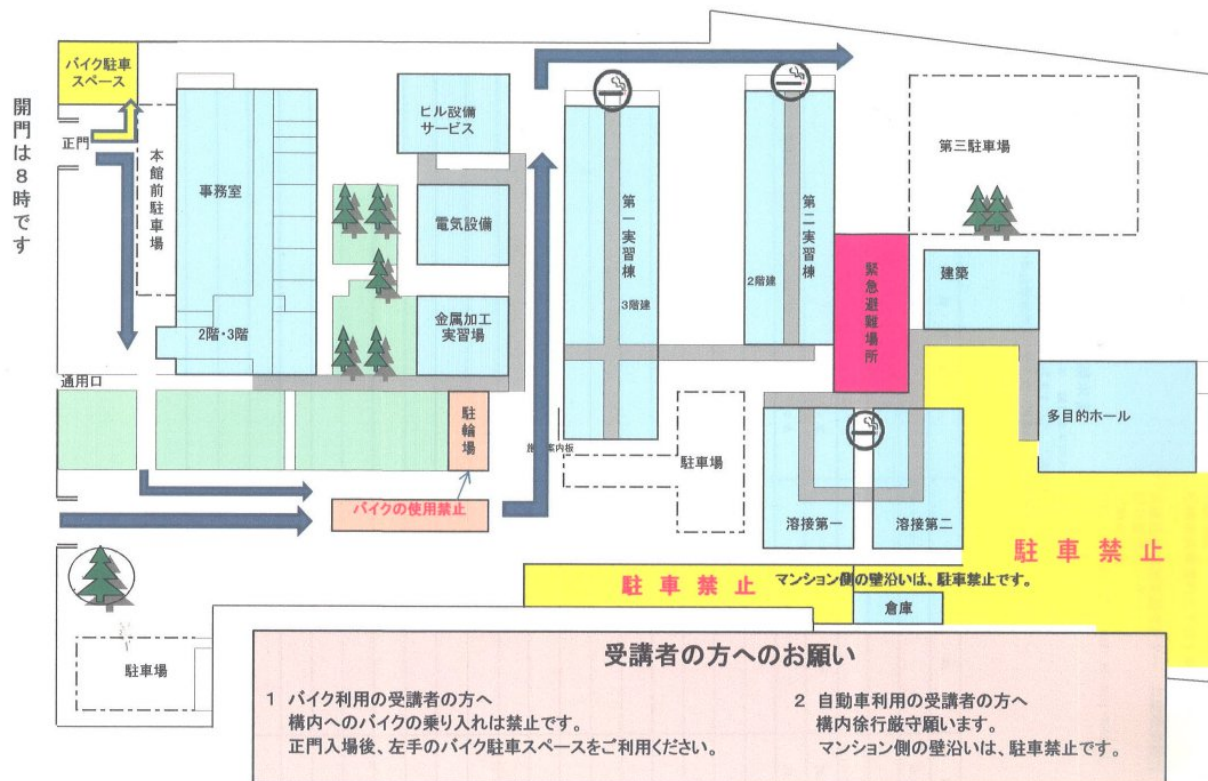 開門は8時です
バイク駐車
スペース
正門
本館前駐車場
事務室
2階・3階
通用口
ヒル設備
サービス
電気設備
金属加工
実習場
駐輪場
バイクの使用禁止
第一実習棟
3階建
第二実習棟
2階建
第三駐車場
緊急避難場所
建築
多目的ホール
案内板
駐車場
溶接第一
溶接第二
駐車禁止
駐車禁止
マンション側の壁沿いは、駐車禁止です。
倉庫
駐車場
受講者の方へのお願い
1 バイク利用の受講者の方へ
構内へのバイクの乗り入れは禁止です。
正門入場後、左手のバイク駐車スペースをご利用ください。
2 自動車利用の受講者の方へ
構内徐行厳守願います。
マンション側の壁沿いは、駐車禁止です。